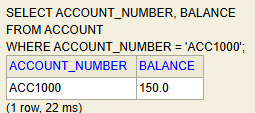 SELECT ACCOUNT_NUMBER, BALANCE
FROM ACCOUNT
WHERE ACCOUNT_NUMBER = 'ACC1000';
ACCOUNT_NUMBER BALANCE
ACC1000 150.0
(1 row, 22 ms)